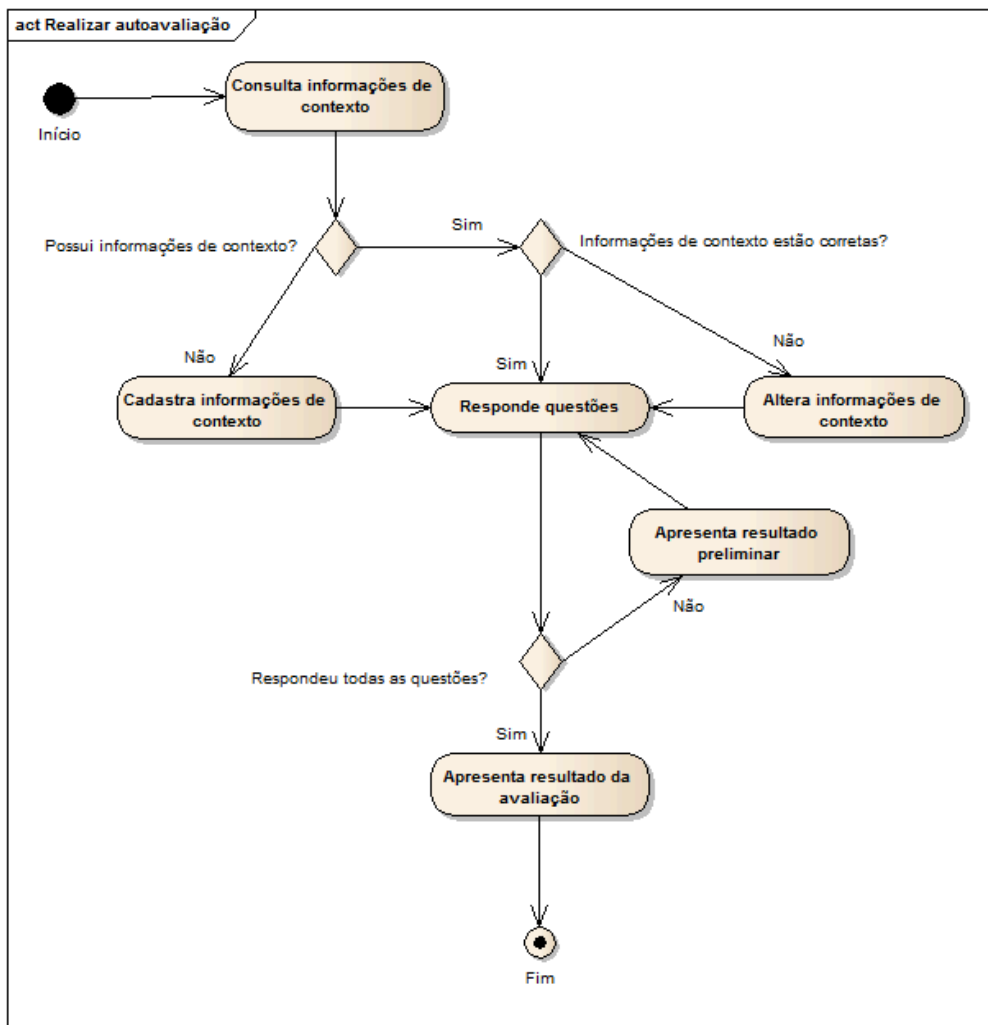 act Realizar autoavaliação
Consulta informações de
contexto
Início
Possui informações de contexto?
Sim
Informações de contexto estão corretas?
Não
Sim
Não
Cadastra informações de
contexto
Responde questões
Altera informações de
contexto
Apresenta resultado
preliminar
Não
Respondeu todas as questões?
Sim
Apresenta resultado da
avaliação
Fim